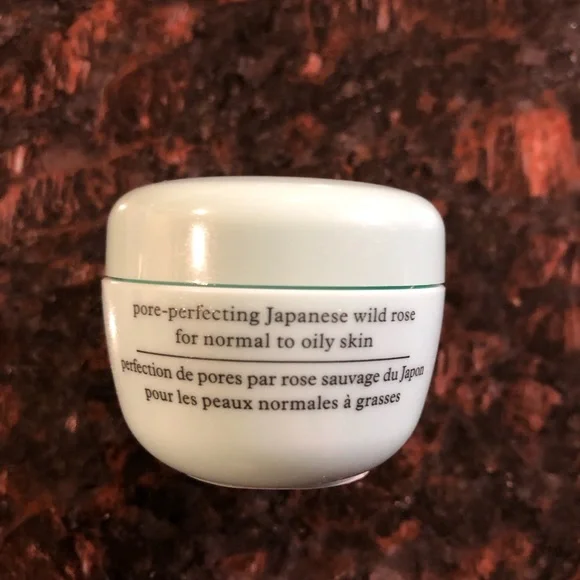 pore-perfecting Japanese wild rose
for normal to oily skin
perfection de pores par rose sauvage du Japon
pour les peaux normales à grasses